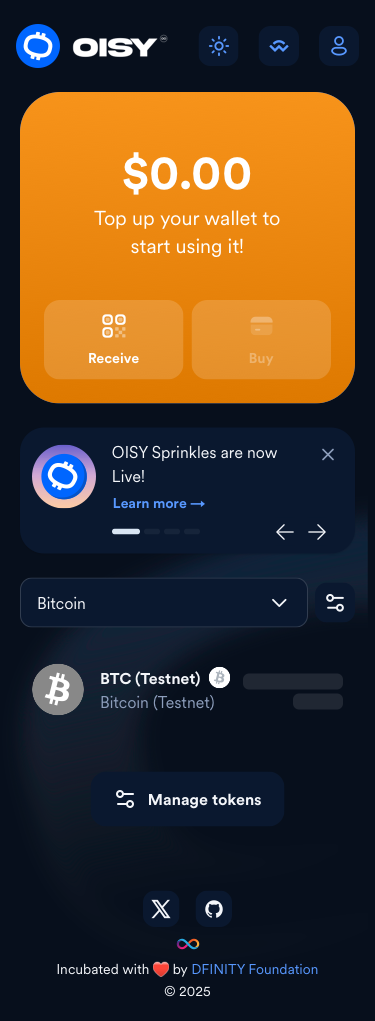 OISY
$0.00
Top up your wallet to
start using it!
Receive
Buy
OISY Sprinkles are now
Live!
Learn more →
Bitcoin
BTC (Testnet)
Bitcoin (Testnet)
Manage tokens
Incubated with ❤️ by DFINITY Foundation
© 2025